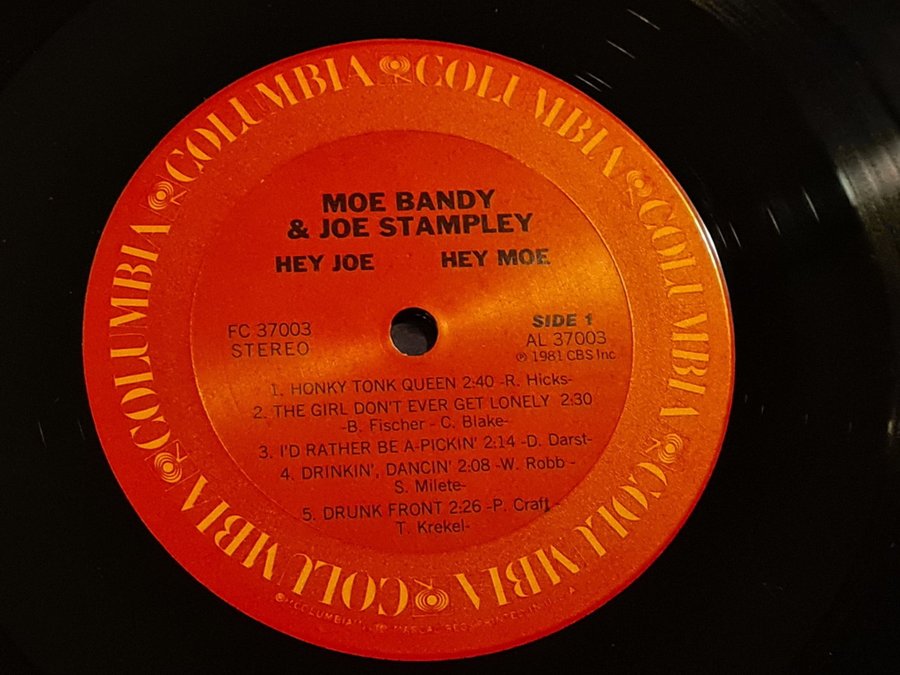 COLUMBIA COLUMBIA COLUMBIA COLUMBIA COLUMBIA COLUMBIA
MOE BANDY
& JOE STAMPLEY
HEY JOE HEY MOE
FC 37003
STEREO
SIDE 1
AL 37003
℗ 1981 CBS Inc.
1. HONKY TONK QUEEN 2:40 -R. Hicks-
2. THE GIRL DON'T EVER GET LONELY 2:30
-B. Fischer - C. Blake-
3. I'D RATHER BE A-PICKIN' 2:14 -D. Darst-
4. DRINKIN', DANCIN' 2:08 -W. Robb -
S. Milete-
5. DRUNK FRONT 2:26 -P. Craft -
T. Krekel-
"COLUMBIA"